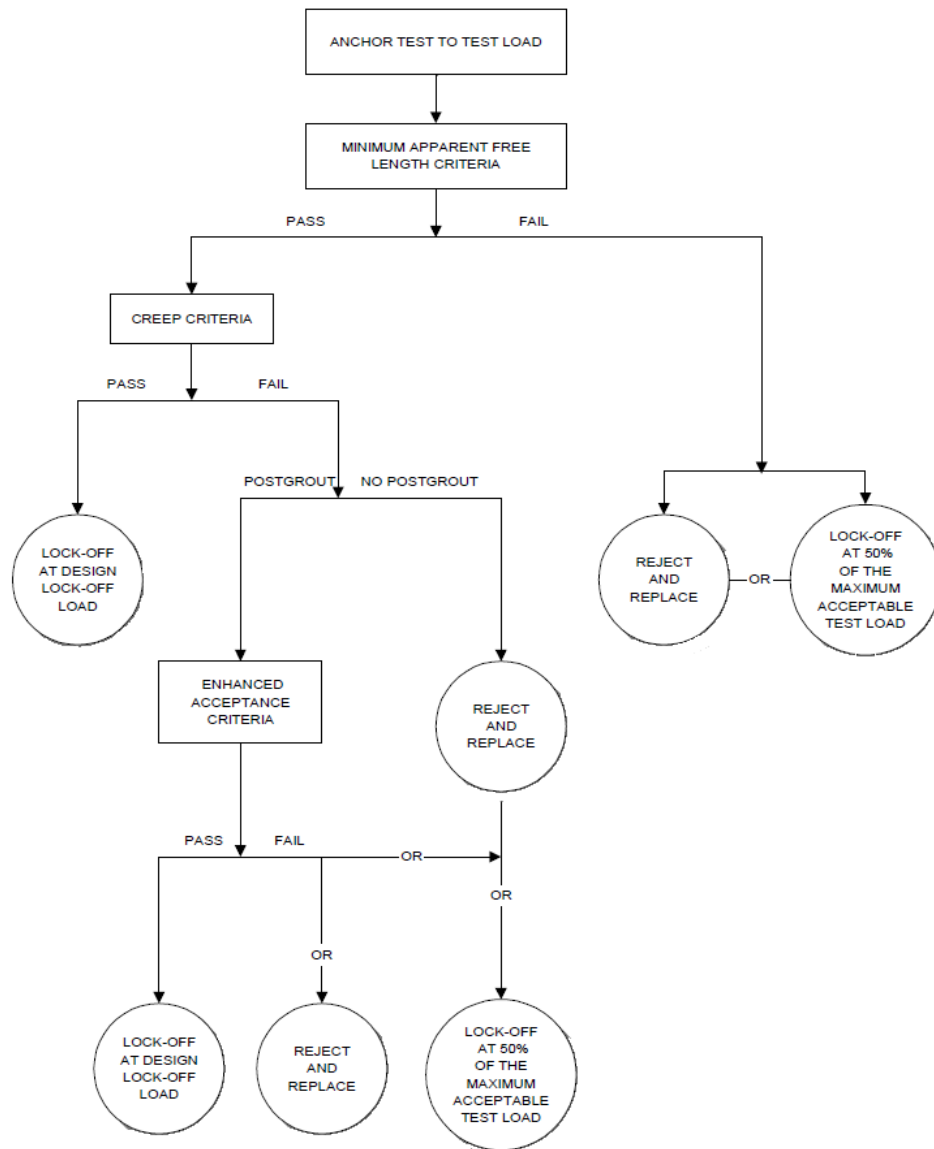 ANCHOR TEST TO TEST LOAD
MINIMUM APPARENT FREE
LENGTH CRITERIA
PASS
FAIL
CREEP CRITERIA
PASS
FAIL
POSTGROUT
NO POSTGROUT
LOCK-OFF
AT DESIGN
LOCK-OFF
LOAD
REJECT
AND
REPLACE
OR
LOCK-OFF
AT 50%
OF THE
MAXIMUM
ACCEPTABLE
TEST LOAD
ENHANCED
ACCEPTANCE
CRITERIA
REJECT
AND
REPLACE
PASS
FAIL
OR
OR
OR
LOCK-OFF
AT DESIGN
LOCK-OFF
LOAD
REJECT
AND
REPLACE
LOCK-OFF
AT 50%
OF THE
MAXIMUM
ACCEPTABLE
TEST LOAD